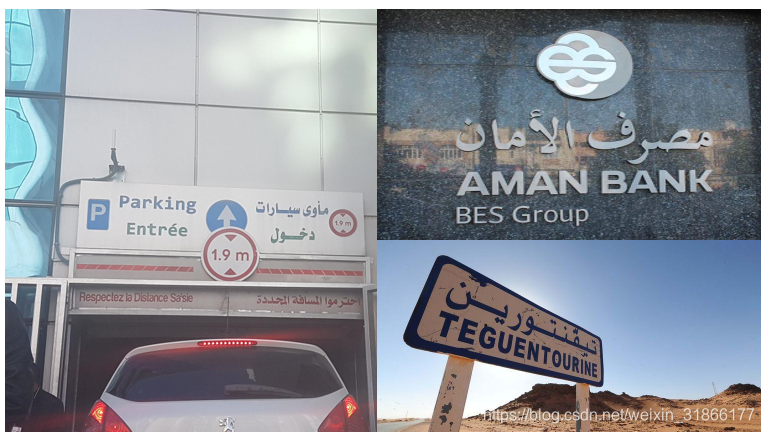 P Parking
Entrée
مأوى سيارات
دخول
1.9 m
1.9 m
Respectez la Distance Saisie
احترموا المسافة المحددة
مصرف الأمان
AMAN BANK
BES Group
تيقنتورين
TEGUENTOURINE
https://blog.csdn.net/weixin_31866177